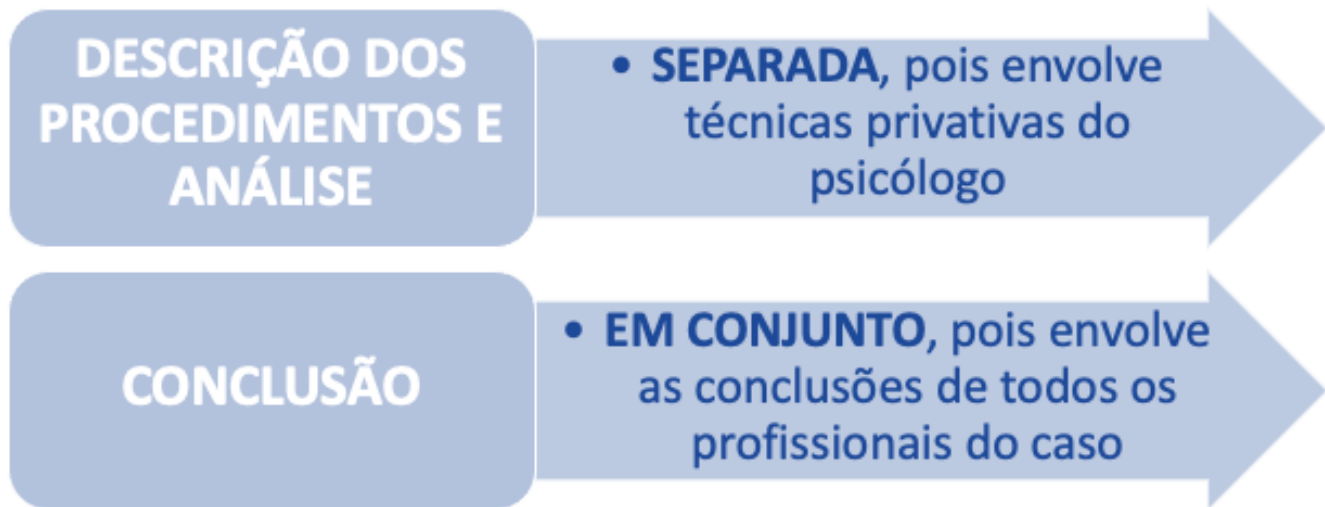 DESCRIÇÃO DOS
PROCEDIMENTOS E
ANÁLISE
• SEPARADA, pois envolve
técnicas privativas do
psicólogo
CONCLUSÃO
• EM CONJUNTO, pois envolve
as conclusões de todos os
profissionais do caso